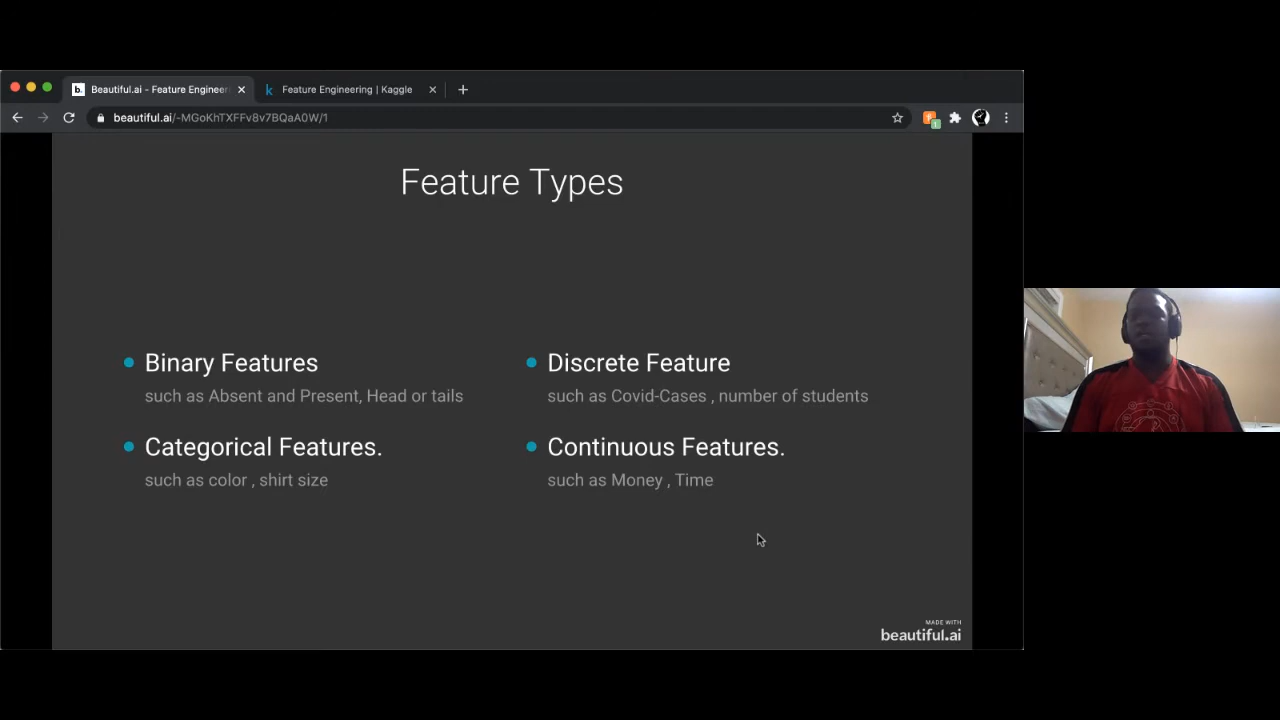 Beautiful.ai - Feature Engineer
Feature Engineering | Kaggle
beautiful.ai/-MGoKhTXFFv8v7BQaA0W/1
Feature Types
Binary Features
such as Absent and Present, Head or tails
Categorical Features.
such as color , shirt size
Discrete Feature
such as Covid-Cases , number of students
Continuous Features.
such as Money , Time
MADE WITH
beautiful.ai